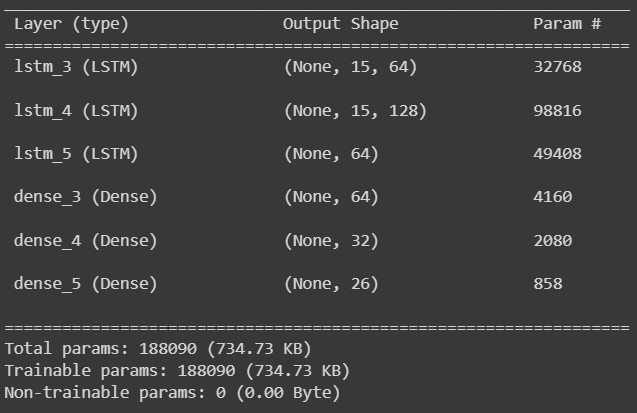 Layer (type) Output Shape Param #
=================================================================
lstm_3 (LSTM) (None, 15, 64) 32768
lstm_4 (LSTM) (None, 15, 128) 98816
lstm_5 (LSTM) (None, 64) 49408
dense_3 (Dense) (None, 64) 4160
dense_4 (Dense) (None, 32) 2080
dense_5 (Dense) (None, 26) 858
=================================================================
Total params: 188090 (734.73 KB)
Trainable params: 188090 (734.73 KB)
Non-trainable params: 0 (0.00 Byte)